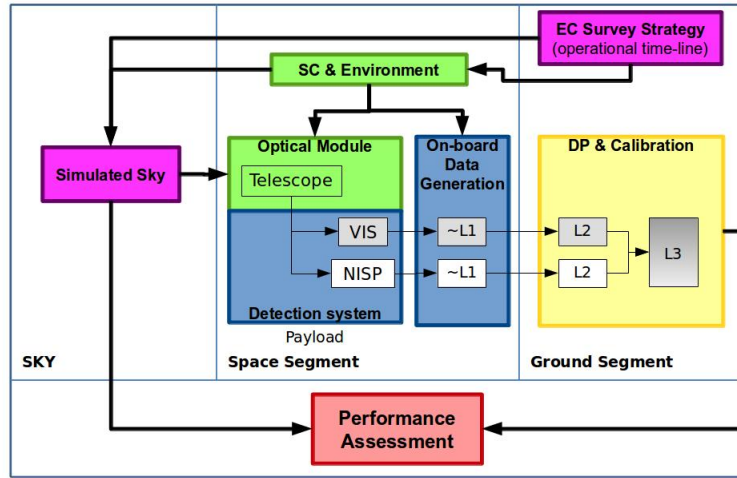 EC Survey Strategy
(operational time-line)
SC & Environment
Simulated Sky
Optical Module
Telescope
VIS
NISP
Detection system
Payload
On-board
Data
Generation
~L1
~L1
DP & Calibration
L2
L2
L3
SKY
Space Segment
Ground Segment
Performance
Assessment